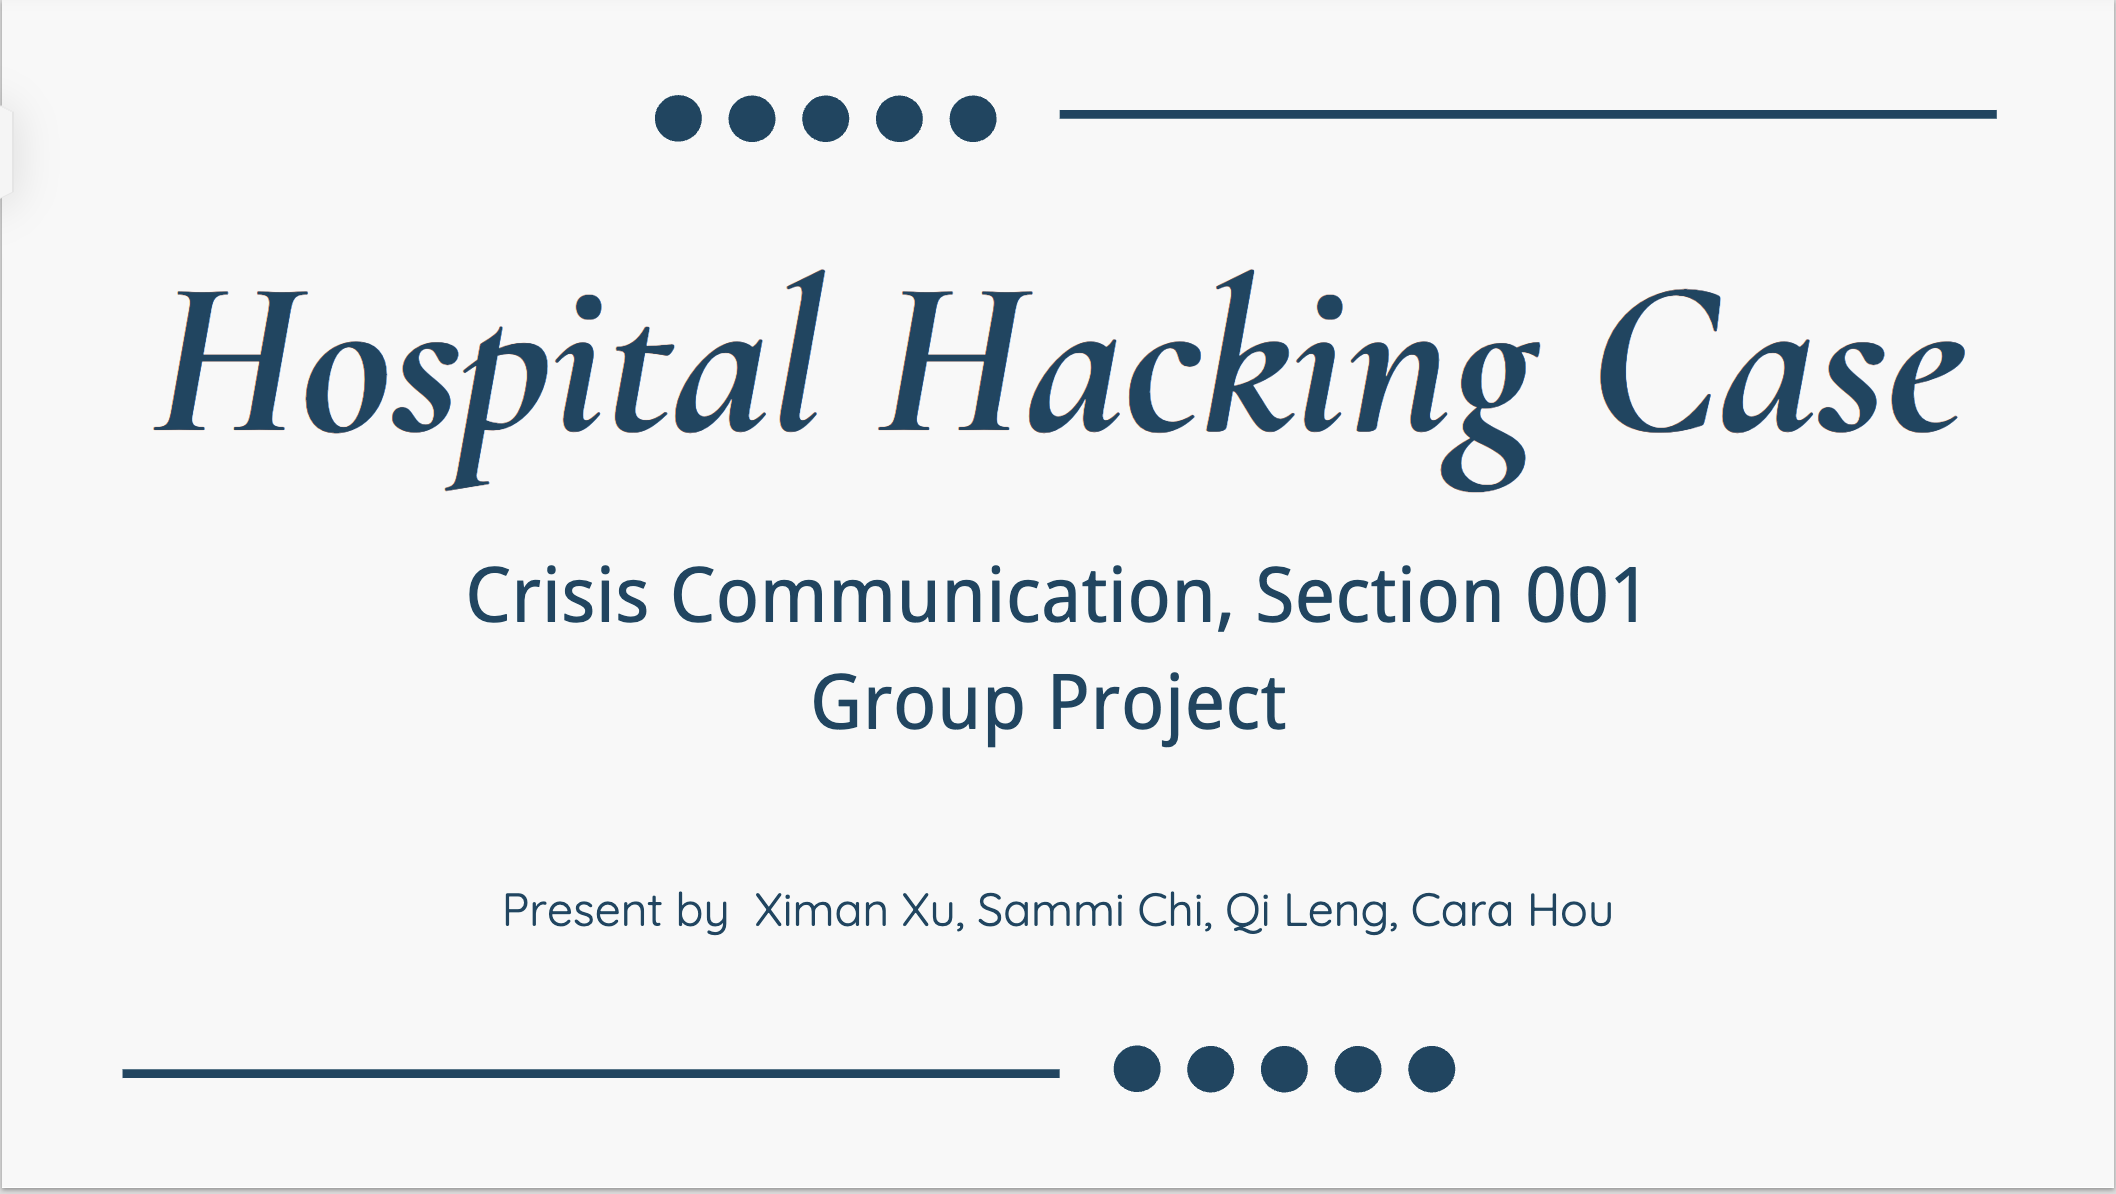 Hospital Hacking Case
Crisis Communication, Section 001
Group Project
Present by  Ximan Xu, Sammi Chi, Qi Leng, Cara Hou